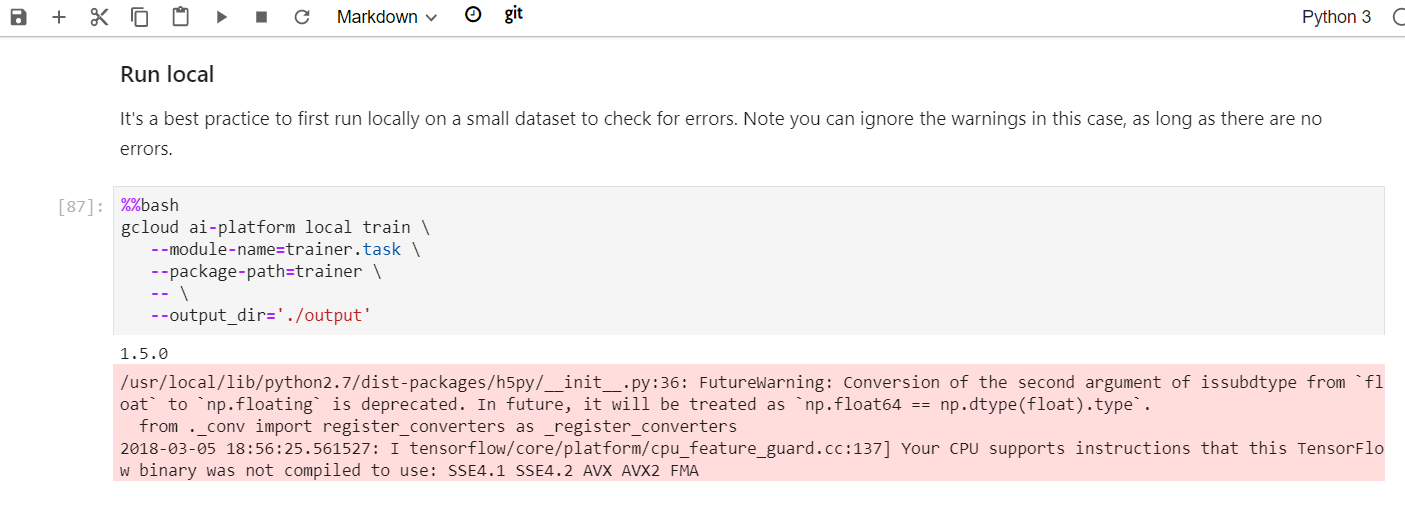 Markdown git Python 3
Run local
It's a best practice to first run locally on a small dataset to check for errors. Note you can ignore the warnings in this case, as long as there are no
errors.
[87]: %%bash
gcloud ai-platform local train \
   --module-name=trainer.task \
   --package-path=trainer \
   -- \
   --output_dir='./output'
1.5.0
/usr/local/lib/python2.7/dist-packages/h5py/__init__.py:36: FutureWarning: Conversion of the second argument of issubdtype from `fl
oat` to `np.floating` is deprecated. In future, it will be treated as `np.float64 == np.dtype(float).type`.
  from ._conv import register_converters as _register_converters
2018-03-05 18:56:25.561527: I tensorflow/core/platform/cpu_feature_guard.cc:137] Your CPU supports instructions that this TensorFlo
w binary was not compiled to use: SSE4.1 SSE4.2 AVX AVX2 FMA